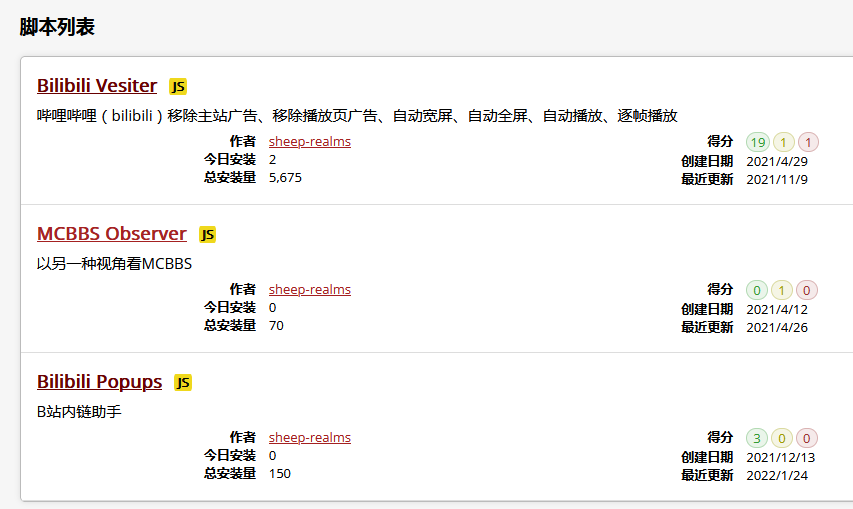 脚本列表
Bilibili Vesiter JS
哔哩哔哩（bilibili）移除主站广告、移除播放页广告、自动宽屏、自动全屏、自动播放、逐帧播放
作者 sheep-realms 得分 19 1 1
今日安装 2 创建日期 2021/4/29
总安装量 5,675 最近更新 2021/11/9
MCBBS Observer JS
以另一种视角看MCBBS
作者 sheep-realms 得分 0 1 0
今日安装 0 创建日期 2021/4/12
总安装量 70 最近更新 2021/4/26
Bilibili Popups JS
B站内链助手
作者 sheep-realms 得分 3 0 0
今日安装 0 创建日期 2021/12/13
总安装量 150 最近更新 2022/1/24